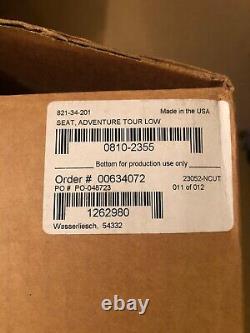 821-34-201 Made in the USA
SEAT, ADVENTURE TOUR LOW
0810-2355
Bottom for production use only
Order # 00634072 23052-NCUT
PO # PO-048723 011 of 012
1262980
Wasserliesch, 54332